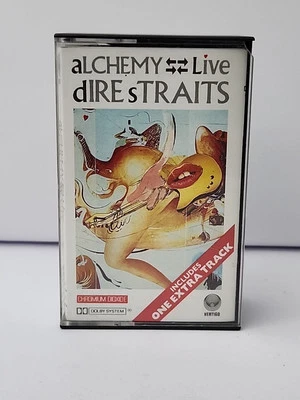 aLCHEMY ⇆ Live
dIRE sTRAITS
INCLUDES
ONE EXTRA TRACK
CHROMIUM DIOXIDE
DOLBY SYSTEM
VERTIGO